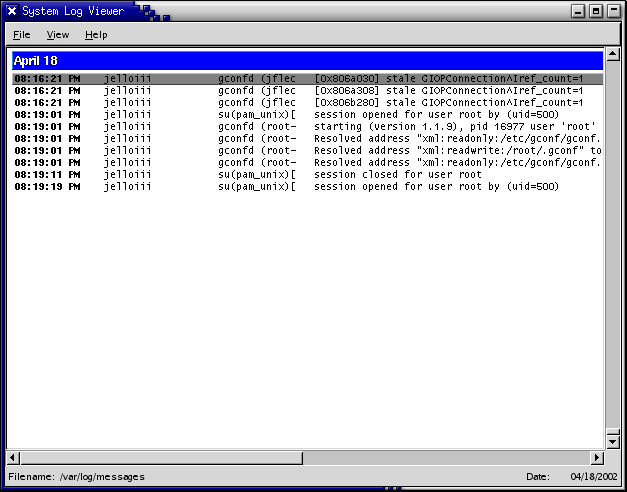 System Log Viewer
File View Help
April 18
08:16:21 PM jelloiii gconfd (jflec [0x806a030] stale GIOPConnection^Iref_count=1
08:16:21 PM jelloiii gconfd (jflec [0x806a308] stale GIOPConnection^Iref_count=1
08:16:21 PM jelloiii gconfd (jflec [0x806b280] stale GIOPConnection^Iref_count=1
08:19:01 PM jelloiii su(pam_unix)[ session opened for user root by (uid=500)
08:19:01 PM jelloiii gconfd (root- starting (version 1.1.9), pid 16977 user 'root'
08:19:01 PM jelloiii gconfd (root- Resolved address "xml:readonly:/etc/gconf/gconf.
08:19:01 PM jelloiii gconfd (root- Resolved address "xml:readwrite:/root/.gconf" to
08:19:01 PM jelloiii gconfd (root- Resolved address "xml:readonly:/etc/gconf/gconf.
08:19:11 PM jelloiii su(pam_unix)[ session closed for user root
08:19:19 PM jelloiii su(pam_unix)[ session opened for user root by (uid=500)
Filename: /var/log/messages Date: 04/18/2002